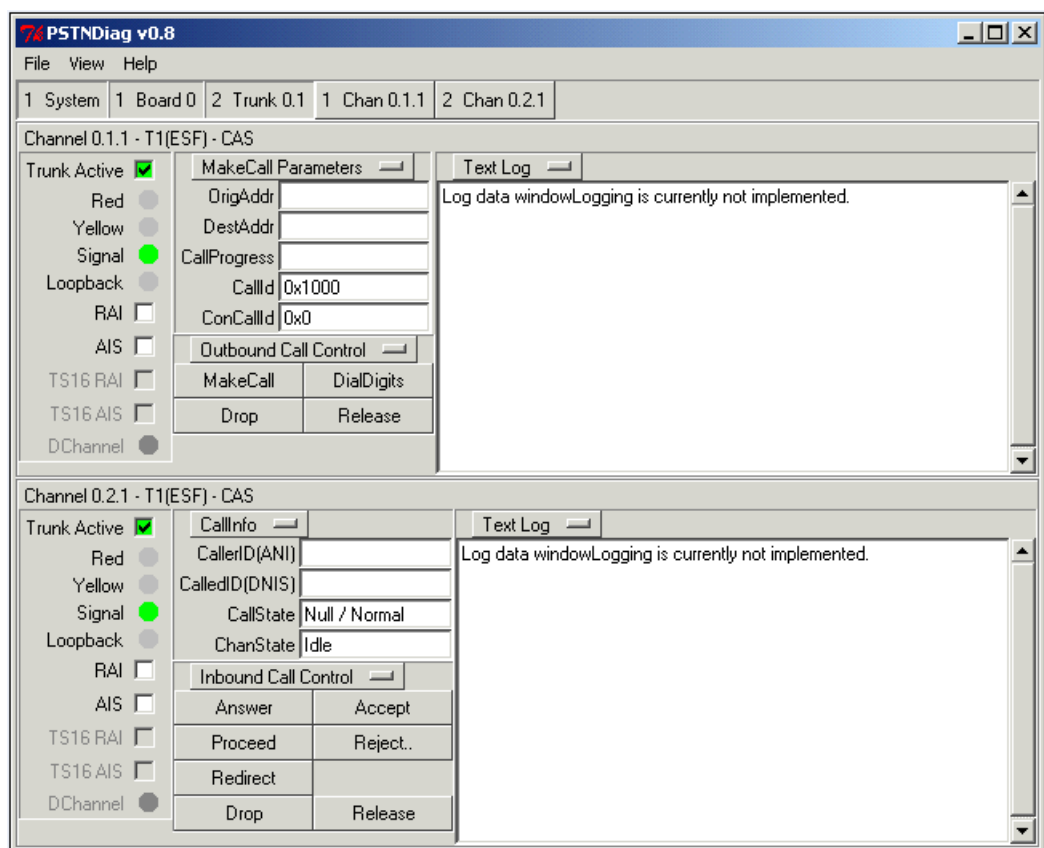 PSTNDiag v0.8
File View Help
1 System 1 Board 0 2 Trunk 0.1 1 Chan 0.1.1 2 Chan 0.2.1
Channel 0.1.1 - T1(ESF) - CAS
Trunk Active
Red
Yellow
Signal
Loopback
RAI
AIS
TS16 RAI
TS16 AIS
DChannel
MakeCall Parameters
OrigAddr
DestAddr
CallProgress
CallId 0x1000
ConCallId 0x0
Outbound Call Control
MakeCall DialDigits
Drop Release
Text Log
Log data windowLogging is currently not implemented.
Channel 0.2.1 - T1(ESF) - CAS
Trunk Active
Red
Yellow
Signal
Loopback
RAI
AIS
TS16 RAI
TS16 AIS
DChannel
CallInfo
CallerID(ANI)
CalledID(DNIS)
CallState Null / Normal
ChanState Idle
Inbound Call Control
Answer Accept
Proceed Reject..
Redirect
Drop Release
Text Log
Log data windowLogging is currently not implemented.